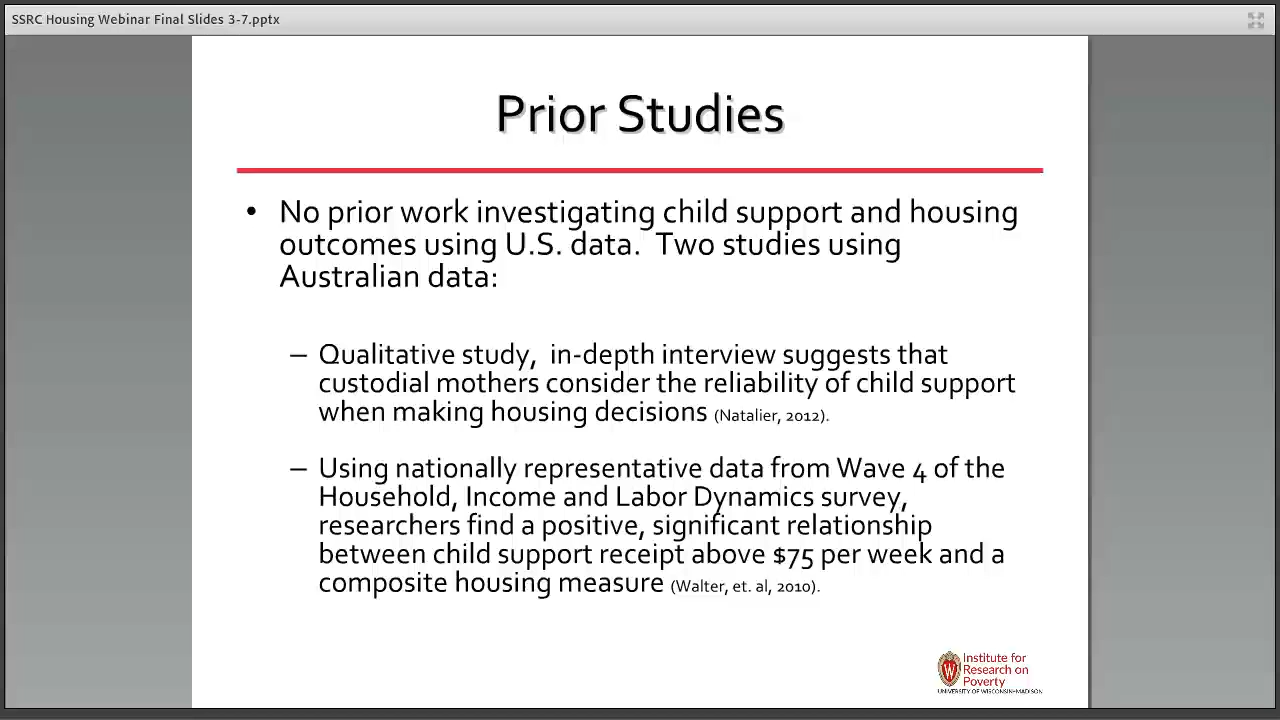 SSRC Housing Webinar Final Slides 3-7.pptx
Prior Studies
• No prior work investigating child support and housing
outcomes using U.S. data.  Two studies using
Australian data:
– Qualitative study,  in-depth interview suggests that
custodial mothers consider the reliability of child support
when making housing decisions (Natalier, 2012).
– Using nationally representative data from Wave 4 of the
Household, Income and Labor Dynamics survey,
researchers find a positive, significant relationship
between child support receipt above $75 per week and a
composite housing measure (Walter, et. al, 2010).
Institute for
Research on
Poverty
UNIVERSITY OF WISCONSIN–MADISON